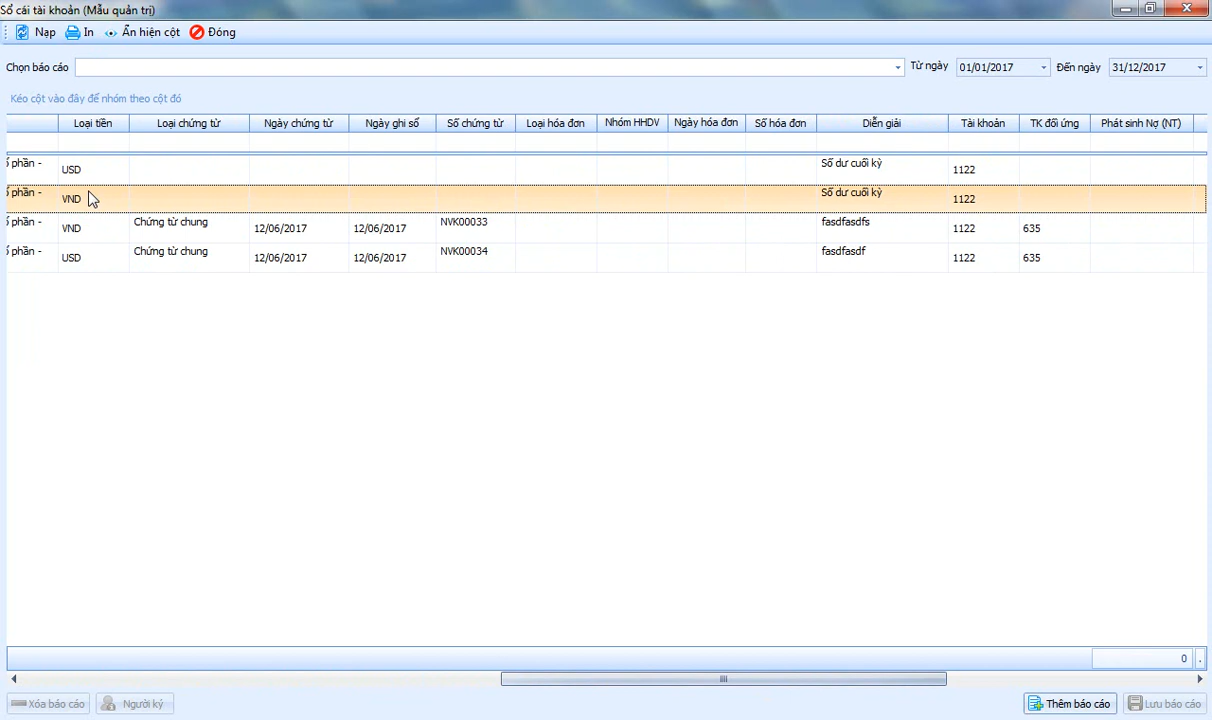 Sổ cái tài khoản (Mẫu quản trị)
Nạp In Ẩn hiện cột Đóng
Chọn báo cáo Từ ngày 01/01/2017 Đến ngày 31/12/2017
Kéo cột vào đây để nhóm theo cột đó
Loại tiền Loại chứng từ Ngày chứng từ Ngày ghi sổ Số chứng từ Loại hóa đơn Nhóm HHDV Ngày hóa đơn Số hóa đơn Diễn giải Tài khoản TK đối ứng Phát sinh Nợ (NT)
phần - USD Số dư cuối kỳ 1122
phần - VND Số dư cuối kỳ 1122
phần - VND Chứng từ chung 12/06/2017 12/06/2017 NVK00033 fasdfasdfs 1122 635
phần - USD Chứng từ chung 12/06/2017 12/06/2017 NVK00034 fasdfasdf 1122 635
0
Xóa báo cáo Người ký Thêm báo cáo Lưu báo cáo